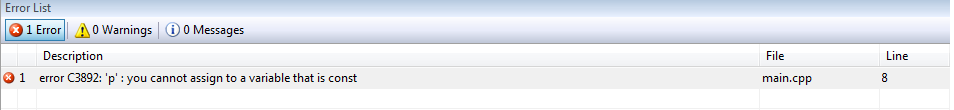 Error List
1 Error 0 Warnings 0 Messages
Description File Line
1 error C3892: 'p' : you cannot assign to a variable that is const main.cpp 8